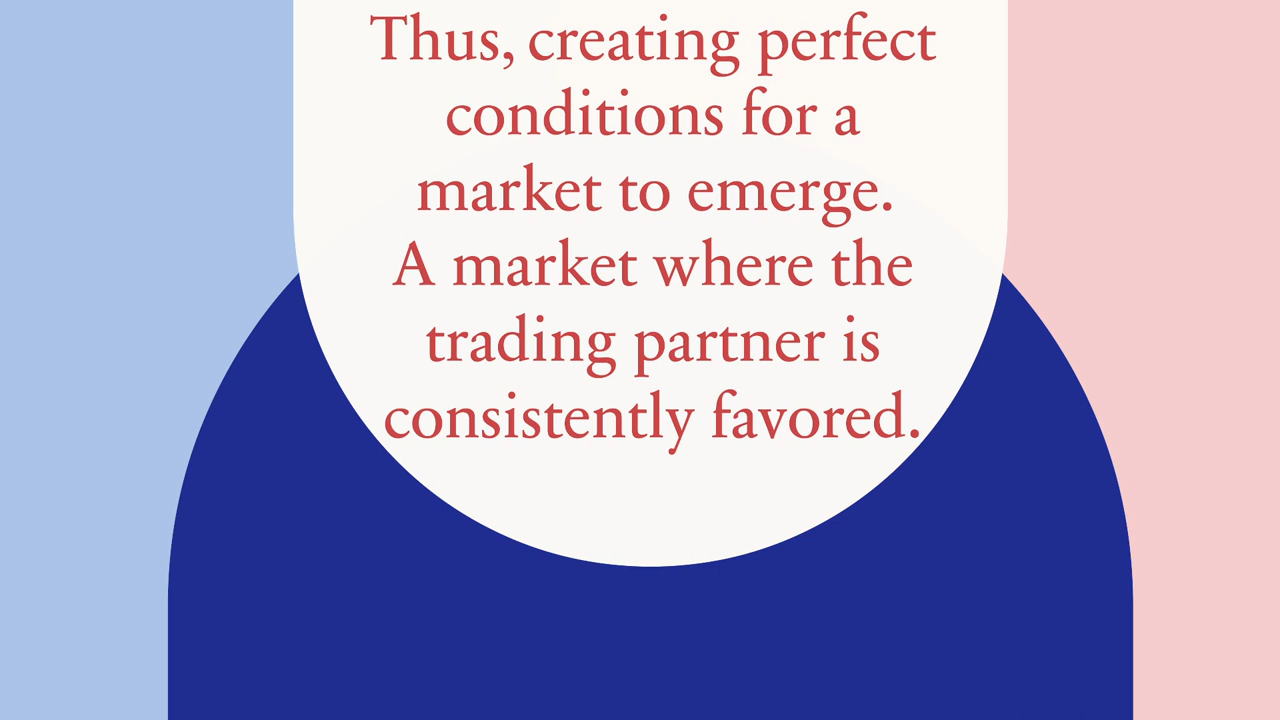 Thus, creating perfect
conditions for a
market to emerge.
A market where the
trading partner is
consistently favored.